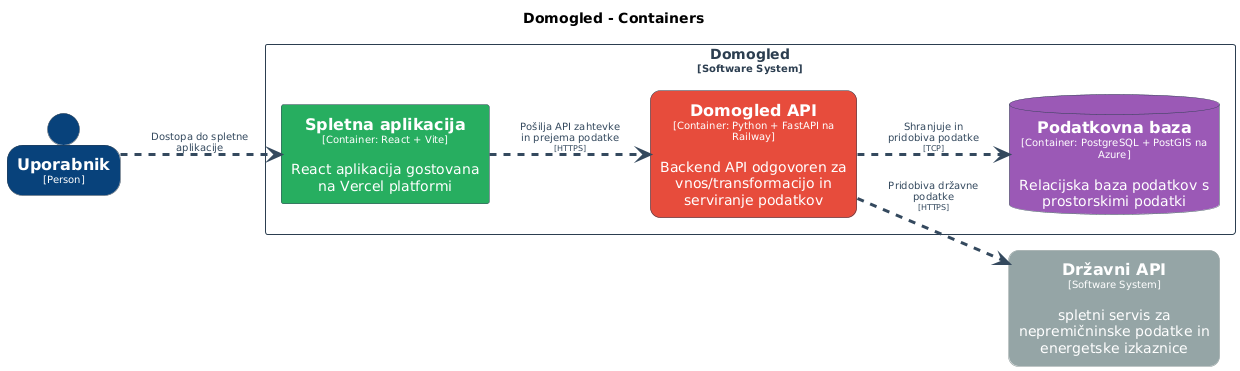 Domogled - Containers
Domogled
[Software System]
Uporabnik
[Person]
Dostopa do spletne
aplikacije
Spletna aplikacija
[Container: React + Vite]
React aplikacija gostovana
na Vercel platformi
Pošilja API zahtevke
in prejema podatke
[HTTPS]
Domogled API
[Container: Python + FastAPI na
Railway]
Backend API odgovoren za
vnos/transformacijo in
serviranje podatkov
Shranjuje in
pridobiva podatke
[TCP]
Podatkovna baza
[Container: PostgreSQL + PostGIS na
Azure]
Relacijska baza podatkov s
prostorskimi podatki
Pridobiva državne
podatke
[HTTPS]
Državni API
[Software System]
spletni servis za
nepremičninske podatke in
energetske izkaznice